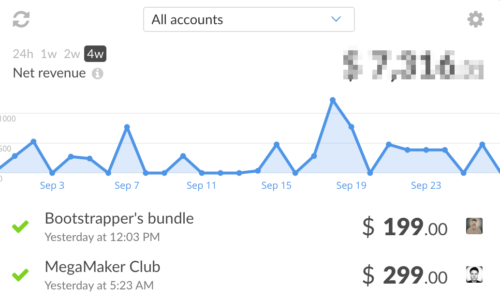 All accounts
24h 1w 2w 4w
Net revenue
$ 7,316
1000
500
0
Sep 3 Sep 7 Sep 11 Sep 15 Sep 19 Sep 23
Bootstrapper's bundle
$ 199.00
Yesterday at 12:03 PM
MegaMaker Club
$ 299.00
Yesterday at 5:23 AM